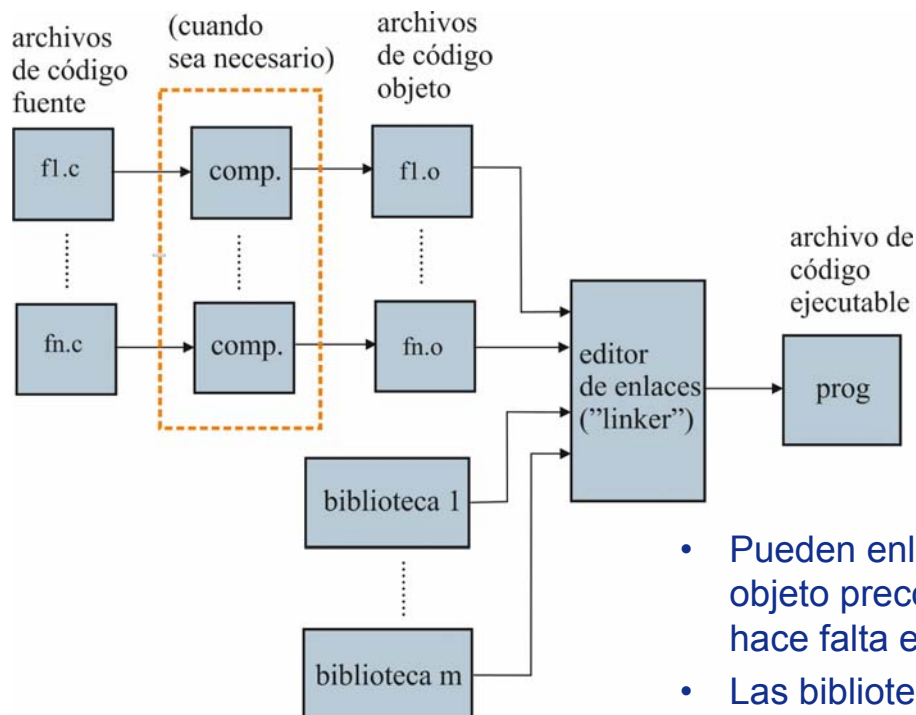 archivos
de código
fuente
(cuando
sea necesario)
archivos
de código
objeto
f1.c
comp.
f1.o
fn.c
comp.
fn.o
biblioteca 1
biblioteca m
editor
de enlaces
("linker")
archivo de
código
ejecutable
prog
• Pueden enl
objeto preco
hace falta e
• Las bibliote